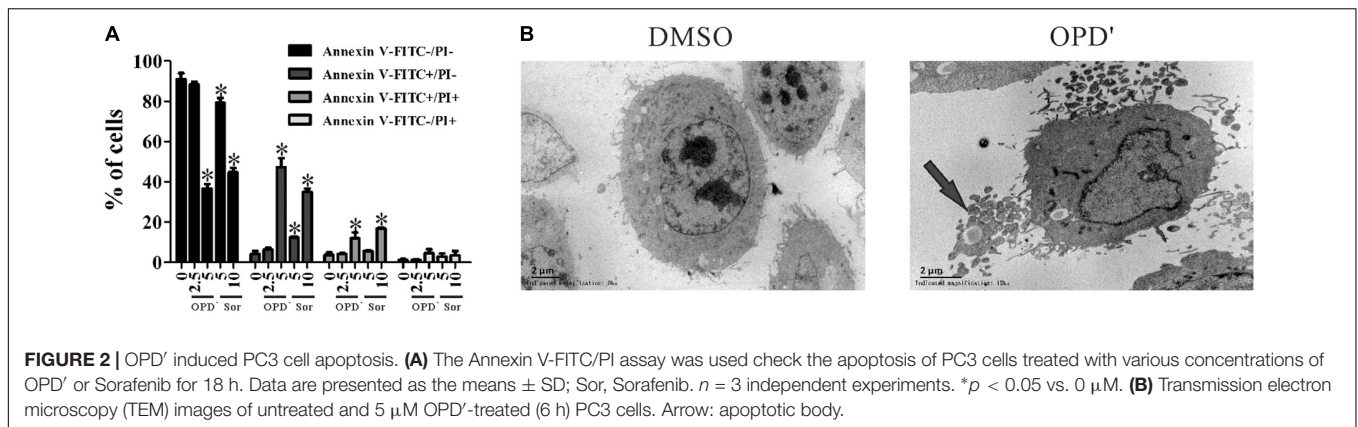 A
% of cells
100
80
60
40
20
0
Annexin V-FITC-/PI-
Annexin V-FITC+/PI-
Annexin V-FITC+/PI+
Annexin V-FITC-/PI+
* * * * * * * *
0 2.5 5 5 10 0 2.5 5 5 10 0 2.5 5 5 10 0 2.5 5 5 10
OPD` Sor OPD` Sor OPD` Sor OPD` Sor
B
DMSO
OPD'
2 μm
2 μm
FIGURE 2 | OPD′ induced PC3 cell apoptosis. (A) The Annexin V-FITC/PI assay was used check the apoptosis of PC3 cells treated with various concentrations of
OPD′ or Sorafenib for 18 h. Data are presented as the means ± SD; Sor, Sorafenib. n = 3 independent experiments. *p < 0.05 vs. 0 μM. (B) Transmission electron
microscopy (TEM) images of untreated and 5 μM OPD′-treated (6 h) PC3 cells. Arrow: apoptotic body.